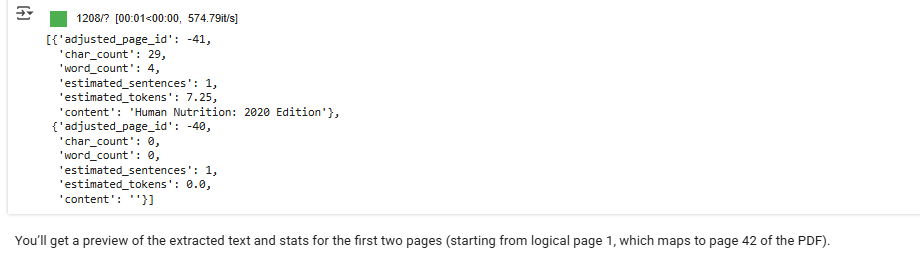 1208/? [00:01<00:00, 574.79it/s]
[{'adjusted_page_id': -41,
'char_count': 29,
'word_count': 4,
'estimated_sentences': 1,
'estimated_tokens': 7.25,
'content': 'Human Nutrition: 2020 Edition'},
{'adjusted_page_id': -40,
'char_count': 0,
'word_count': 0,
'estimated_sentences': 1,
'estimated_tokens': 0.0,
'content': ''}]
You’ll get a preview of the extracted text and stats for the first two pages (starting from logical page 1, which maps to page 42 of the PDF).